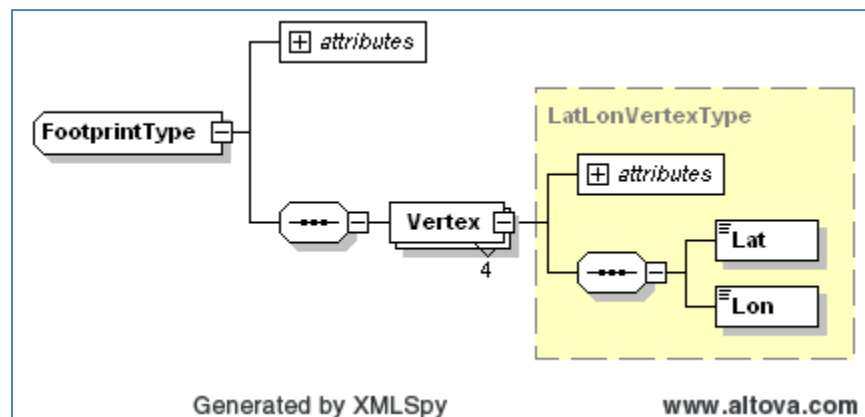 attributes
FootprintType
LatLonVertexType
attributes
Vertex
4
Lat
Lon
Generated by XMLSpy
www.altova.com